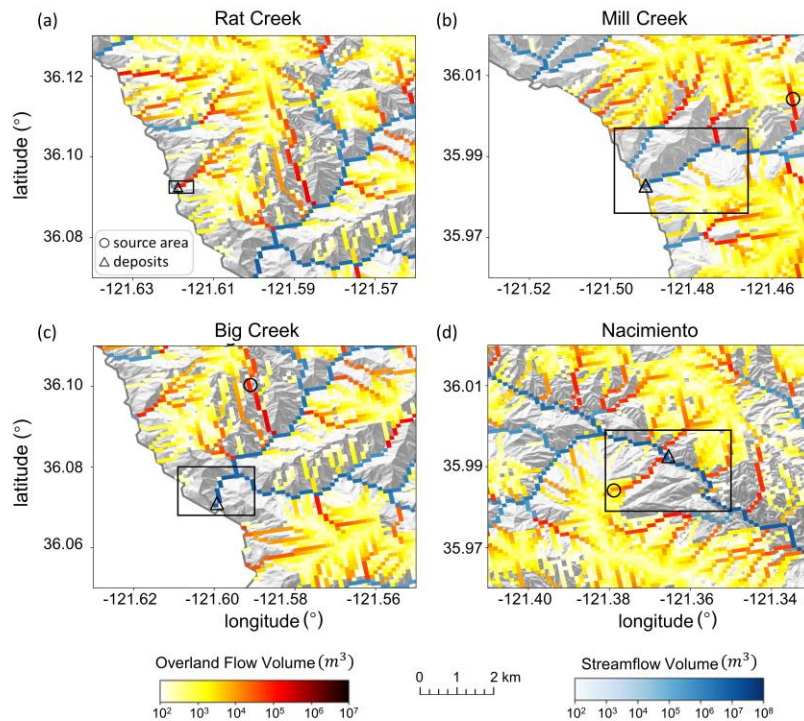 (a) Rat Creek
(b) Mill Creek
latitude (°)
36.13
36.10
36.08
○ source area
△ deposits
-121.63 -121.61 -121.59 -121.57
36.01
35.99
35.97
-121.52 -121.50 -121.48 -121.46
(c) Big Creek
(d) Nacimiento
latitude (°)
36.10
36.08
36.06
-121.62 -121.60 -121.58 -121.56
longitude (°)
36.01
35.99
35.97
-121.40 -121.38 -121.36 -121.34
longitude (°)
Overland Flow Volume (m³)
10² 10³ 10⁴ 10⁵ 10⁶ 10⁷
0 1 2 km
Streamflow Volume (m³)
10² 10³ 10⁴ 10⁵ 10⁶ 10⁷ 10⁸